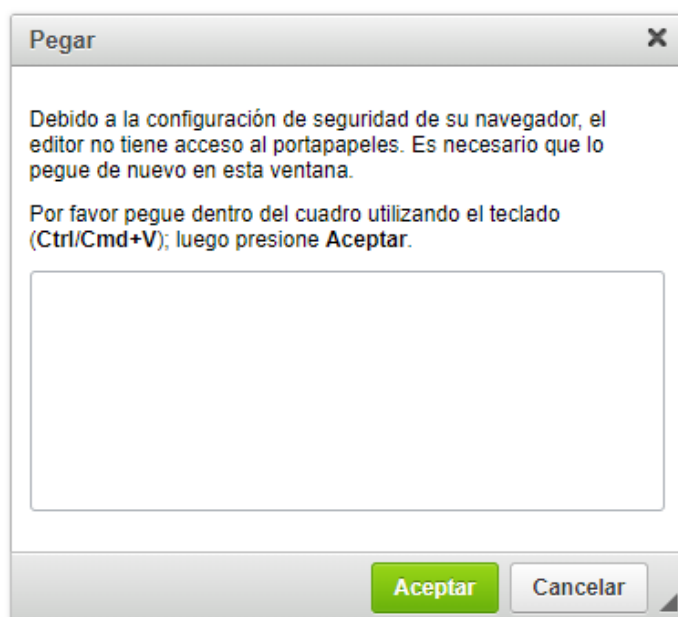 Pegar
Debido a la configuración de seguridad de su navegador, el
editor no tiene acceso al portapapeles. Es necesario que lo
pegue de nuevo en esta ventana.
Por favor pegue dentro del cuadro utilizando el teclado
(Ctrl/Cmd+V); luego presione Aceptar.
Aceptar
Cancelar